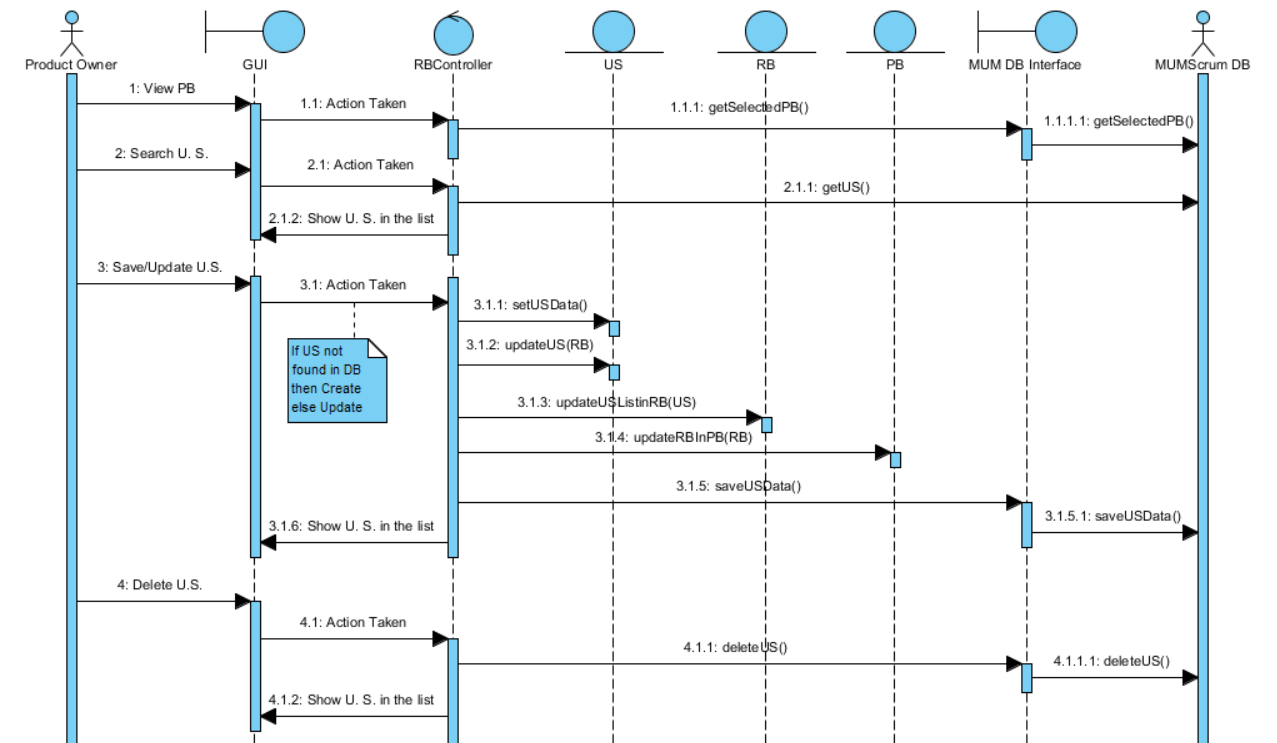 Product Owner
GUI
RBController
US
RB
PB
MUM DB Interface
MUMScrum DB
1: View PB
1.1: Action Taken
1.1.1: getSelectedPB()
1.1.1.1: getSelectedPB()
2: Search U. S.
2.1: Action Taken
2.1.1: getUS()
2.1.2: Show U. S. in the list
3: Save/Update U.S.
3.1: Action Taken
3.1.1: setUSData()
If US not
found in DB
then Create
else Update
3.1.2: updateUS(RB)
3.1.3: updateUSListinRB(US)
3.1.4: updateRBInPB(RB)
3.1.5: saveUSData()
3.1.5.1: saveUSData()
3.1.6: Show U. S. in the list
4: Delete U.S.
4.1: Action Taken
4.1.1: deleteUS()
4.1.1.1: deleteUS()
4.1.2: Show U. S. in the list